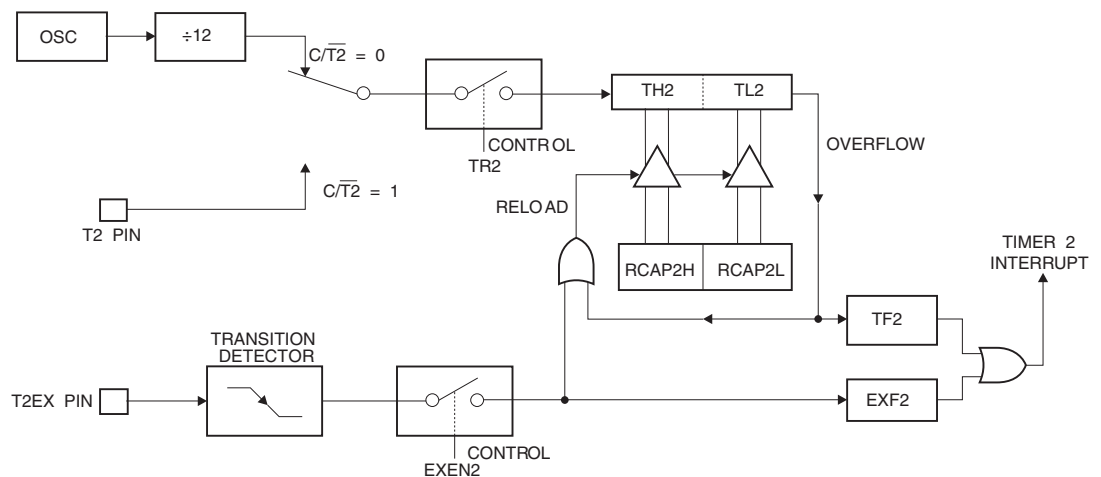 OSC
÷12
C/T2 = 0
TH2
TL2
CONTROL
TR2
OVERFLOW
C/T2 = 1
T2 PIN
RELOAD
RCAP2H
RCAP2L
TIMER 2
INTERRUPT
TF2
TRANSITION
DETECTOR
T2EX PIN
EXF2
CONTROL
EXEN2